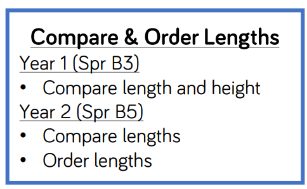 Compare & Order Lengths
Year 1 (Spr B3)
• Compare length and height
Year 2 (Spr B5)
• Compare lengths
• Order lengths